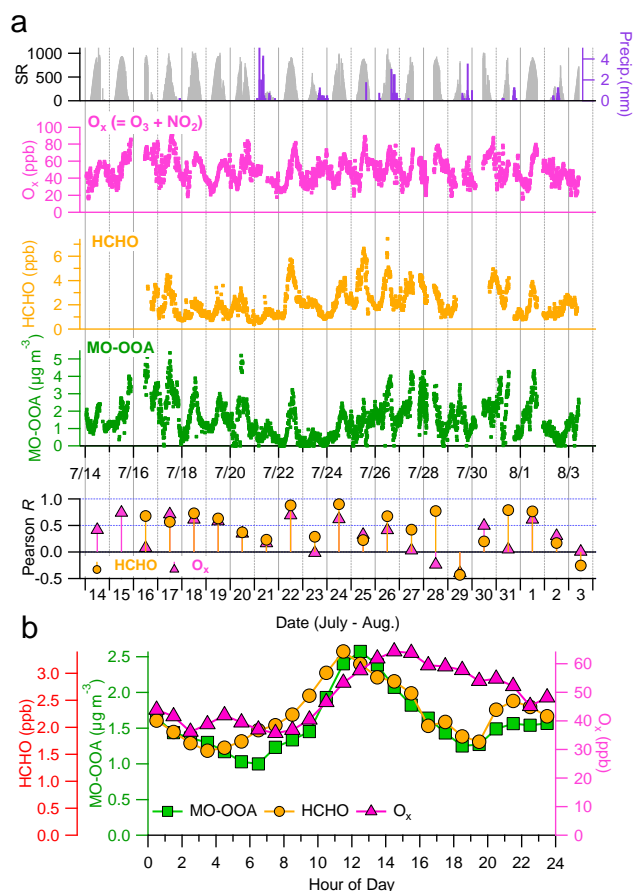 a
SR
1000
500
0
4
2
0
Precip.(mm)
Oₓ (= O₃ + NO₂)
Oₓ (ppb)
100
80
60
40
20
0
HCHO
HCHO (ppb)
6
4
2
0
MO-OOA
MO-OOA (µg m⁻³)
5
4
3
2
1
0
7/14 7/16 7/18 7/20 7/22 7/24 7/26 7/28 7/30 8/1 8/3
Pearson R
1.0
0.5
0.0
-0.5
HCHO Oₓ
14 15 16 17 18 19 20 21 22 23 24 25 26 27 28 29 30 31 1 2 3
Date (July - Aug.)
b
HCHO (ppb)
3.0
2.5
2.0
1.5
1.0
0.5
0.0
MO-OOA (µg m⁻³)
2.5
2.0
1.5
1.0
0.5
0.0
Oₓ (ppb)
60
50
40
30
20
10
0
MO-OOA HCHO Oₓ
0 2 4 6 8 10 12 14 16 18 20 22 24
Hour of Day